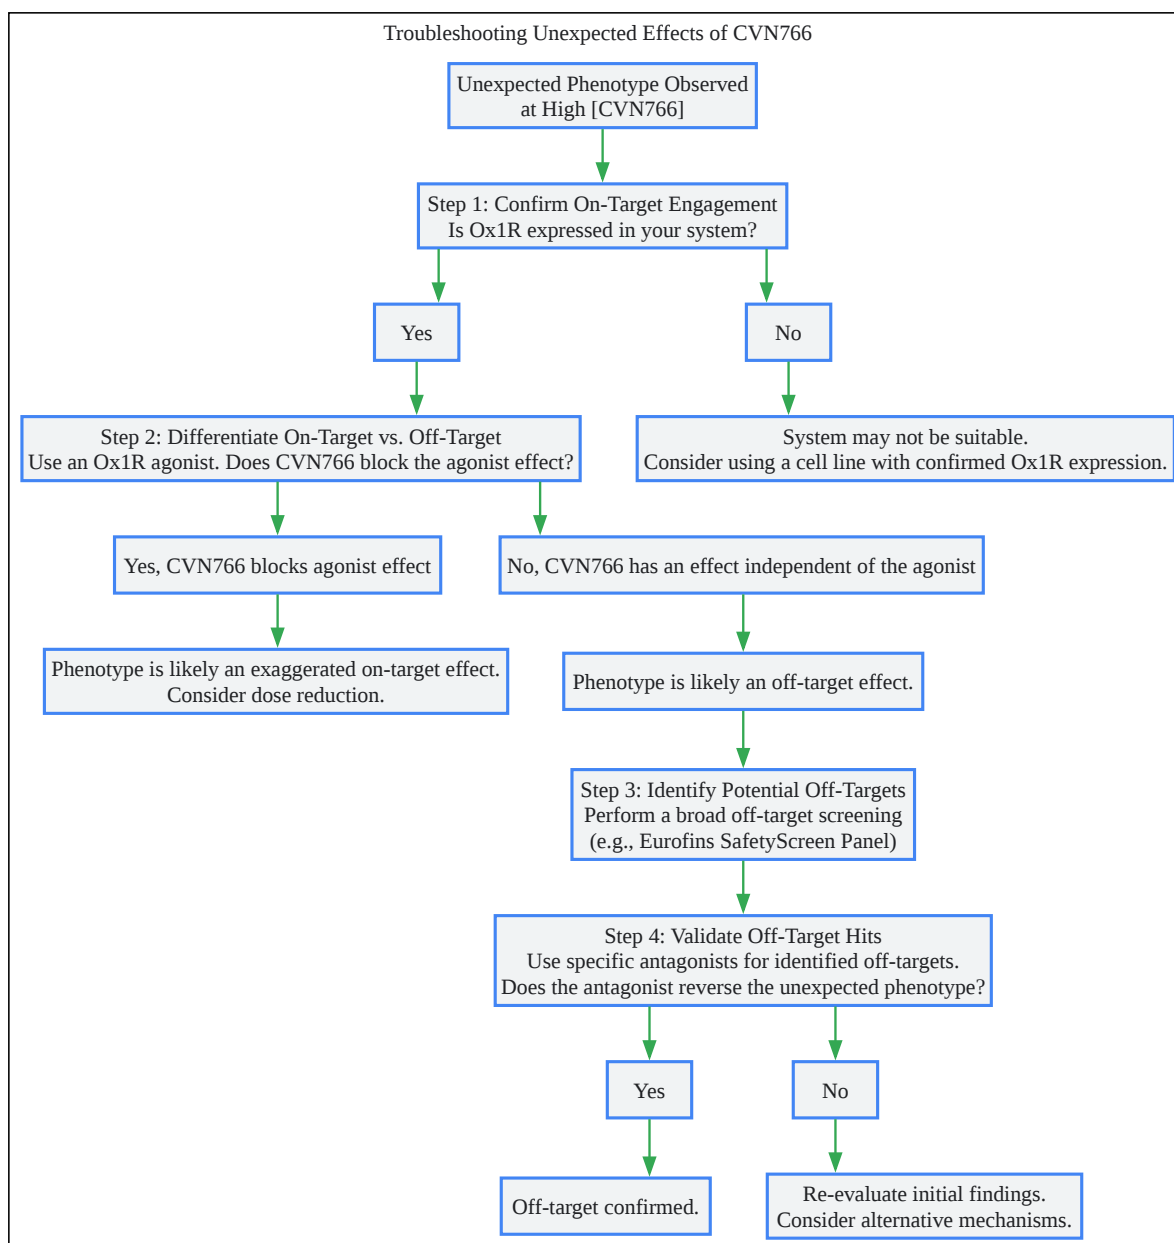 Troubleshooting Unexpected Effects of CVN766
Unexpected Phenotype Observed
at High [CVN766]
Step 1: Confirm On-Target Engagement
Is Ox1R expressed in your system?
Yes
No
Step 2: Differentiate On-Target vs. Off-Target
Use an Ox1R agonist. Does CVN766 block the agonist effect?
System may not be suitable.
Consider using a cell line with confirmed Ox1R expression.
Yes, CVN766 blocks agonist effect
No, CVN766 has an effect independent of the agonist
Phenotype is likely an exaggerated on-target effect.
Consider dose reduction.
Phenotype is likely an off-target effect.
Step 3: Identify Potential Off-Targets
Perform a broad off-target screening
(e.g., Eurofins SafetyScreen Panel)
Step 4: Validate Off-Target Hits
Use specific antagonists for identified off-targets.
Does the antagonist reverse the unexpected phenotype?
Yes
No
Off-target confirmed.
Re-evaluate initial findings.
Consider alternative mechanisms.